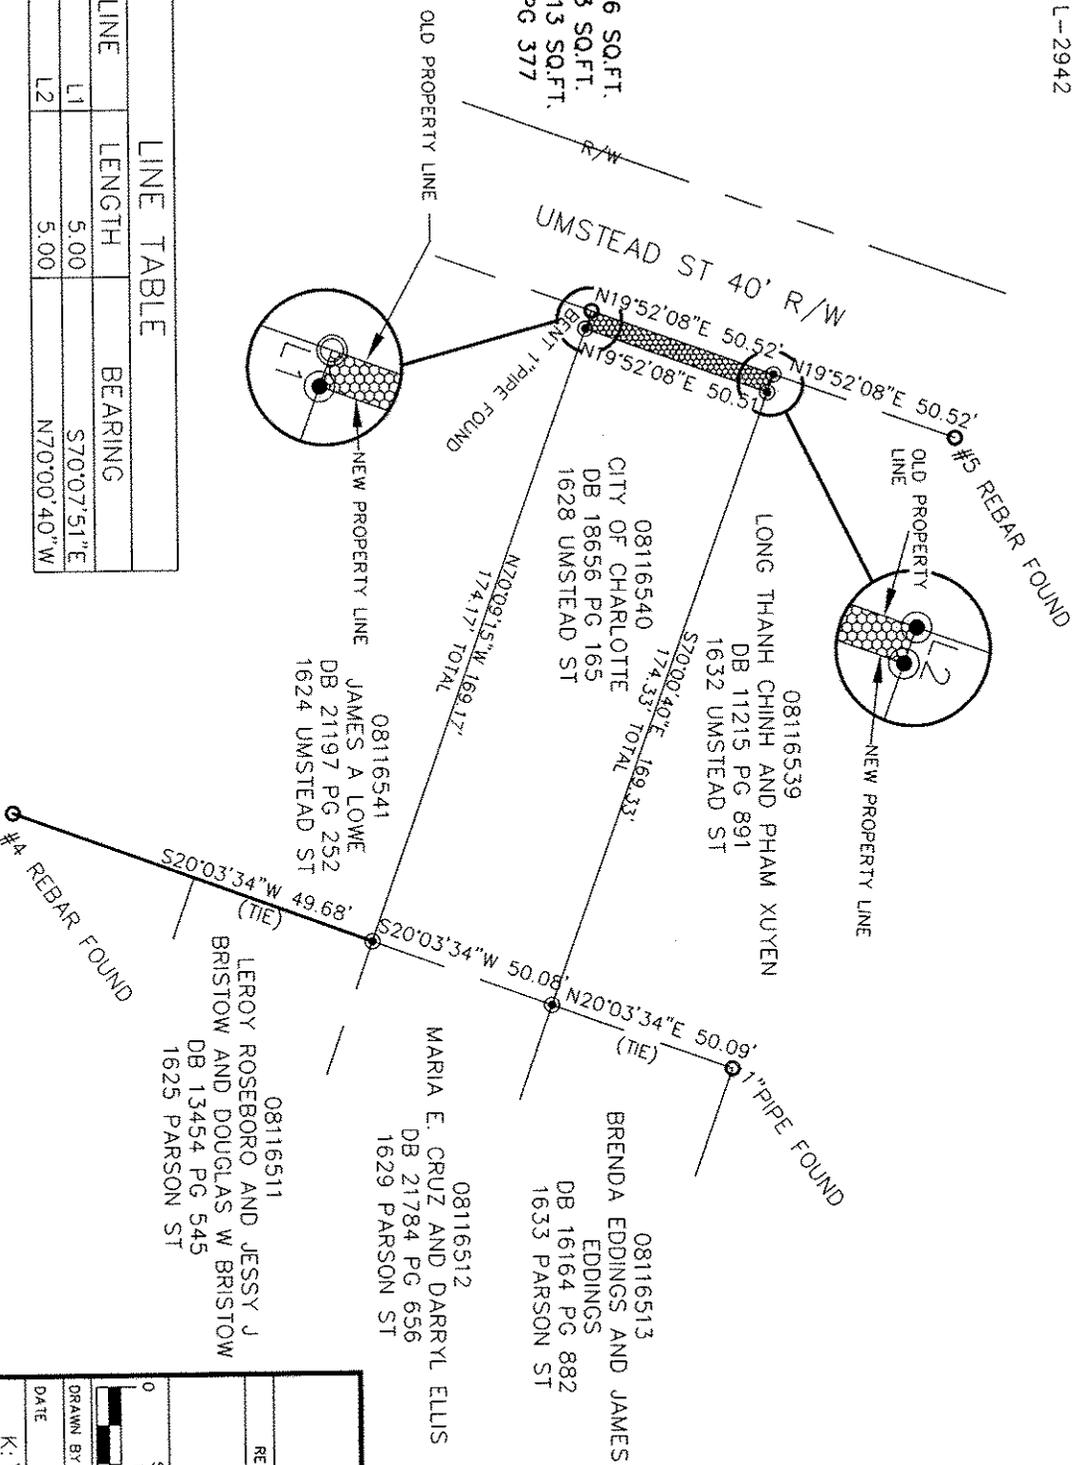 L-2942
6 SQ.FT.
3 SQ.FT.
13 SQ.FT.
PG 377
R/W
UMSTEAD ST 40' R/W
OLD PROPERTY LINE
N19°52'08"E 50.52'
N19°52'08"E 50.52'
N19°52'08"E 50.51'
BENT 1"PIPE FOUND
#5 REBAR FOUND
L1
NEW PROPERTY LINE
OLD PROPERTY
LINE
L2
NEW PROPERTY LINE
08116539
LONG THANH CHINH AND PHAM XUYEN
DB 11215 PG 891
1632 UMSTEAD ST
S70°00'40"E 169.33'
174.33' TOTAL
08116540
CITY OF CHARLOTTE
DB 18656 PG 165
1628 UMSTEAD ST
N70°09'15"W 169.17'
174.17' TOTAL
08116541
JAMES A LOWE
DB 21197 PG 252
1624 UMSTEAD ST
S20°03'34"W 49.68'
(TIE)
#4 REBAR FOUND
S20°03'34"W 50.08'
N20°03'34"E 50.09'
(TIE)
1"PIPE FOUND
08116513
BRENDA EDDINGS AND JAMES
EDDINGS
DB 16164 PG 882
1633 PARSON ST
08116512
MARIA E. CRUZ AND DARRYL ELLIS
DB 21784 PG 656
1629 PARSON ST
08116511
LEROY ROSEBORO AND JESSY J
BRISTOW AND DOUGLAS W BRISTOW
DB 13454 PG 545
1625 PARSON ST
LINE TABLE
LINE LENGTH BEARING
L1 5.00 S70°07'51"E
L2 5.00 N70°00'40"W
RE
0
DRAWN BY
DATE
K: